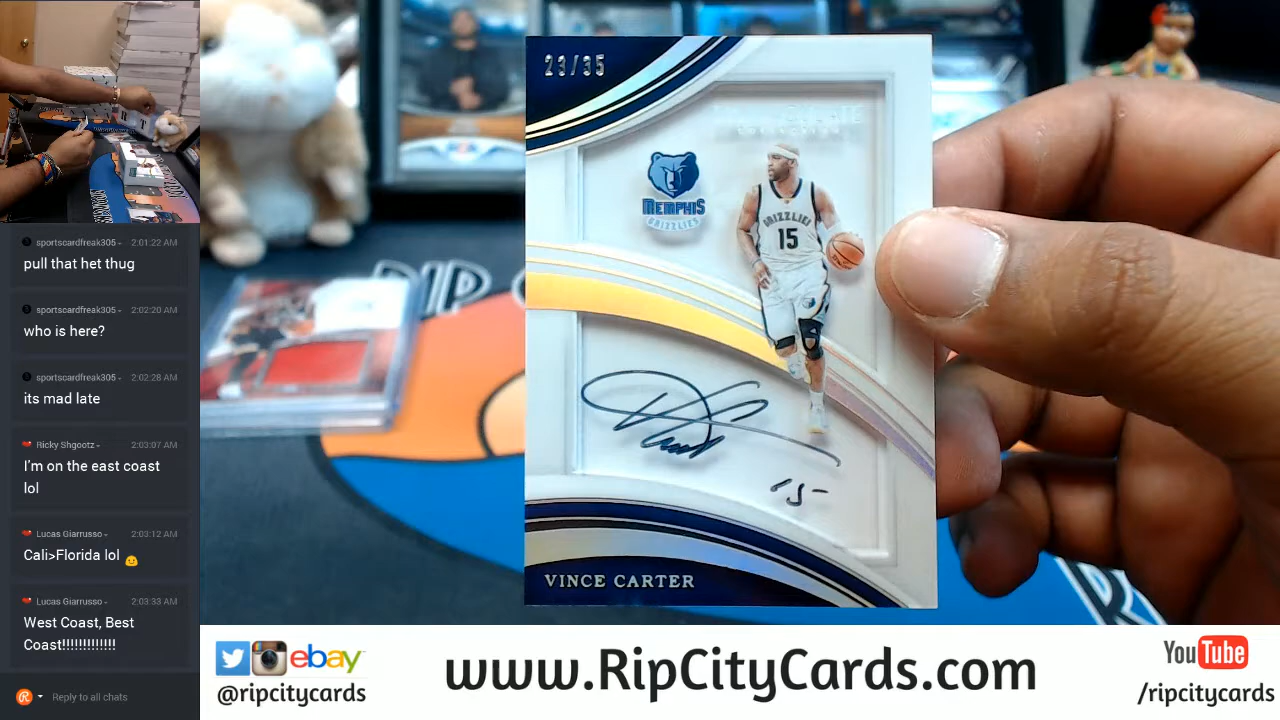 sportscardfreak305 2:01:22 AM
pull that het thug
sportscardfreak305 2:02:20 AM
who is here?
sportscardfreak305 2:02:28 AM
its mad late
Ricky Shgootz 2:03:07 AM
I'm on the east coast
lol
Lucas Giarrusso 2:03:12 AM
Cali>Florida lol
Lucas Giarrusso 2:03:33 AM
West Coast, Best
Coast!!!!!!!!!!!!!
Reply to all chats
23/35
MEMPHIS
GRIZZLIES
GRIZZLIES
15
15
VINCE CARTER
RIP
ebay
@ripcitycards
www.RipCityCards.com
YouTube
/ripcitycards